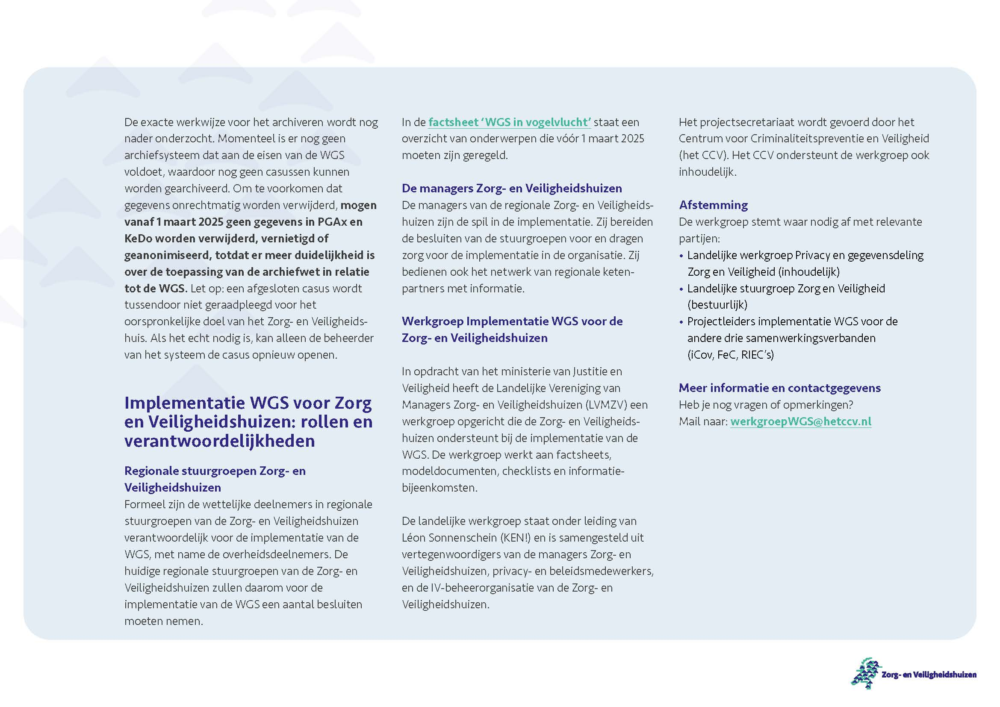 De exacte werkwijze voor het archiveren wordt nog
nader onderzocht. Momenteel is er nog geen
archiefsysteem dat aan de eisen van de WGS
voldoet, waardoor nog geen casussen kunnen
worden gearchiveerd. Om te voorkomen dat
gegevens onrechtmatig worden verwijderd, mogen
vanaf 1 maart 2025 geen gegevens in PGAx en
KeDo worden verwijderd, vernietigd of
geanonimiseerd, totdat er meer duidelijkheid is
over de toepassing van de archiefwet in relatie
tot de WGS. Let op: een afgesloten casus wordt
tussendoor niet geraadpleegd voor het
oorspronkelijke doel van het Zorg- en Veiligheids-
huis. Als het echt nodig is, kan alleen de beheerder
van het systeem de casus opnieuw openen.
Implementatie WGS voor Zorg
en Veiligheidshuizen: rollen en
verantwoordelijkheden
Regionale stuurgroepen Zorg- en
Veiligheidshuizen
Formeel zijn de wettelijke deelnemers in regionale
stuurgroepen van de Zorg- en Veiligheidshuizen
verantwoordelijk voor de implementatie van de
WGS, met name de overheidsdeelnemers. De
huidige regionale stuurgroepen van de Zorg- en
Veiligheidshuizen zullen daarom voor de
implementatie van de WGS een aantal besluiten
moeten nemen.
In de factsheet ‘WGS in vogelvlucht’ staat een
overzicht van onderwerpen die vóór 1 maart 2025
moeten zijn geregeld.
De managers Zorg- en Veiligheidshuizen
De managers van de regionale Zorg- en Veiligheids-
huizen zijn de spil in de implementatie. Zij bereiden
de besluiten van de stuurgroepen voor en dragen
zorg voor de implementatie in de organisatie. Zij
bedienen ook het netwerk van regionale keten-
partners met informatie.
Werkgroep Implementatie WGS voor de
Zorg- en Veiligheidshuizen
In opdracht van het ministerie van Justitie en
Veiligheid heeft de Landelijke Vereniging van
Managers Zorg- en Veiligheidshuizen (LVMZV) een
werkgroep opgericht die de Zorg- en Veiligheids-
huizen ondersteunt bij de implementatie van de
WGS. De werkgroep werkt aan factsheets,
modeldocumenten, checklists en informatie-
bijeenkomsten.
De landelijke werkgroep staat onder leiding van
Léon Sonnenschein (KEN!) en is samengesteld uit
vertegenwoordigers van de managers Zorg- en
Veiligheidshuizen, privacy- en beleidsmedewerkers,
en de IV-beheerorganisatie van de Zorg- en
Veiligheidshuizen.
Het projectsecretariaat wordt gevoerd door het
Centrum voor Criminaliteitspreventie en Veiligheid
(het CCV). Het CCV ondersteunt de werkgroep ook
inhoudelijk.
Afstemming
De werkgroep stemt waar nodig af met relevante
partijen:
• Landelijke werkgroep Privacy en gegevensdeling
Zorg en Veiligheid (inhoudelijk)
• Landelijke stuurgroep Zorg en Veiligheid
(bestuurlijk)
• Projectleiders implementatie WGS voor de
andere drie samenwerkingsverbanden
(iCov, FeC, RIEC’s)
Meer informatie en contactgegevens
Heb je nog vragen of opmerkingen?
Mail naar: werkgroepWGS@hetccv.nl
Zorg- en Veiligheidshuizen